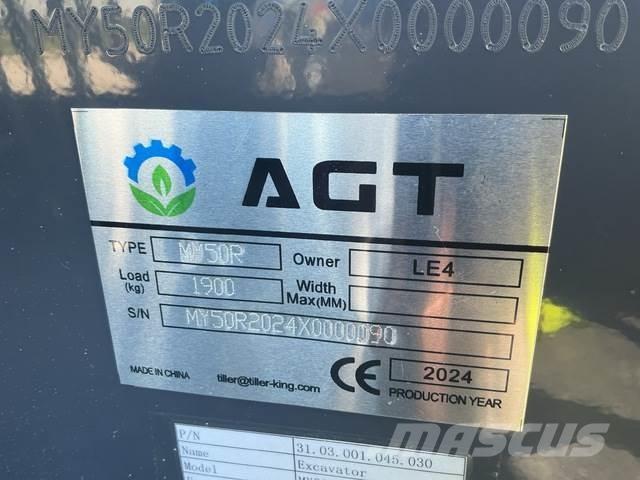 MY50R2024X0000090
AGT
TYPE MY50R Owner LE4
Load (kg) 1900 Width Max(MM)
S/N MY50R2024X0000090
MADE IN CHINA tiller@tiller-king.com CE 2024
PRODUCTION YEAR
P/N 31.03.001.045.030
Name Excavator
Model
MASCUS